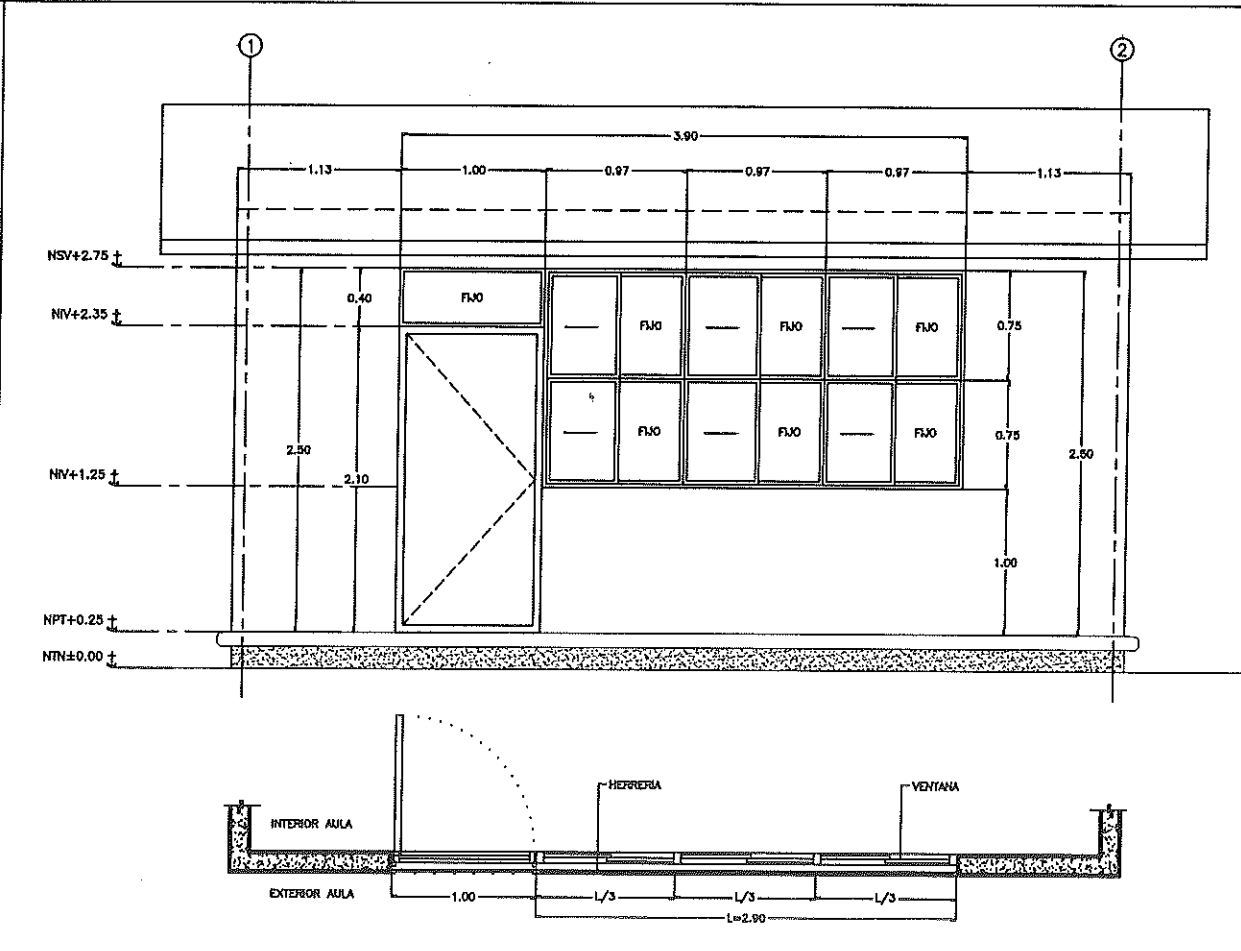 1
2
3.90
1.13
1.00
0.97
0.97
0.97
1.13
NSV+2.75
0.40
FIJO
NIV+2.35
FIJO
FIJO
FIJO
0.75
2.50
2.10
FIJO
FIJO
FIJO
0.75
2.50
NIV+1.25
1.00
NPT+0.25
NTN±0.00
HERRERIA
VENTANA
INTERIOR AULA
EXTERIOR AULA
1.00
L/3
L/3
L/3
L=2.90